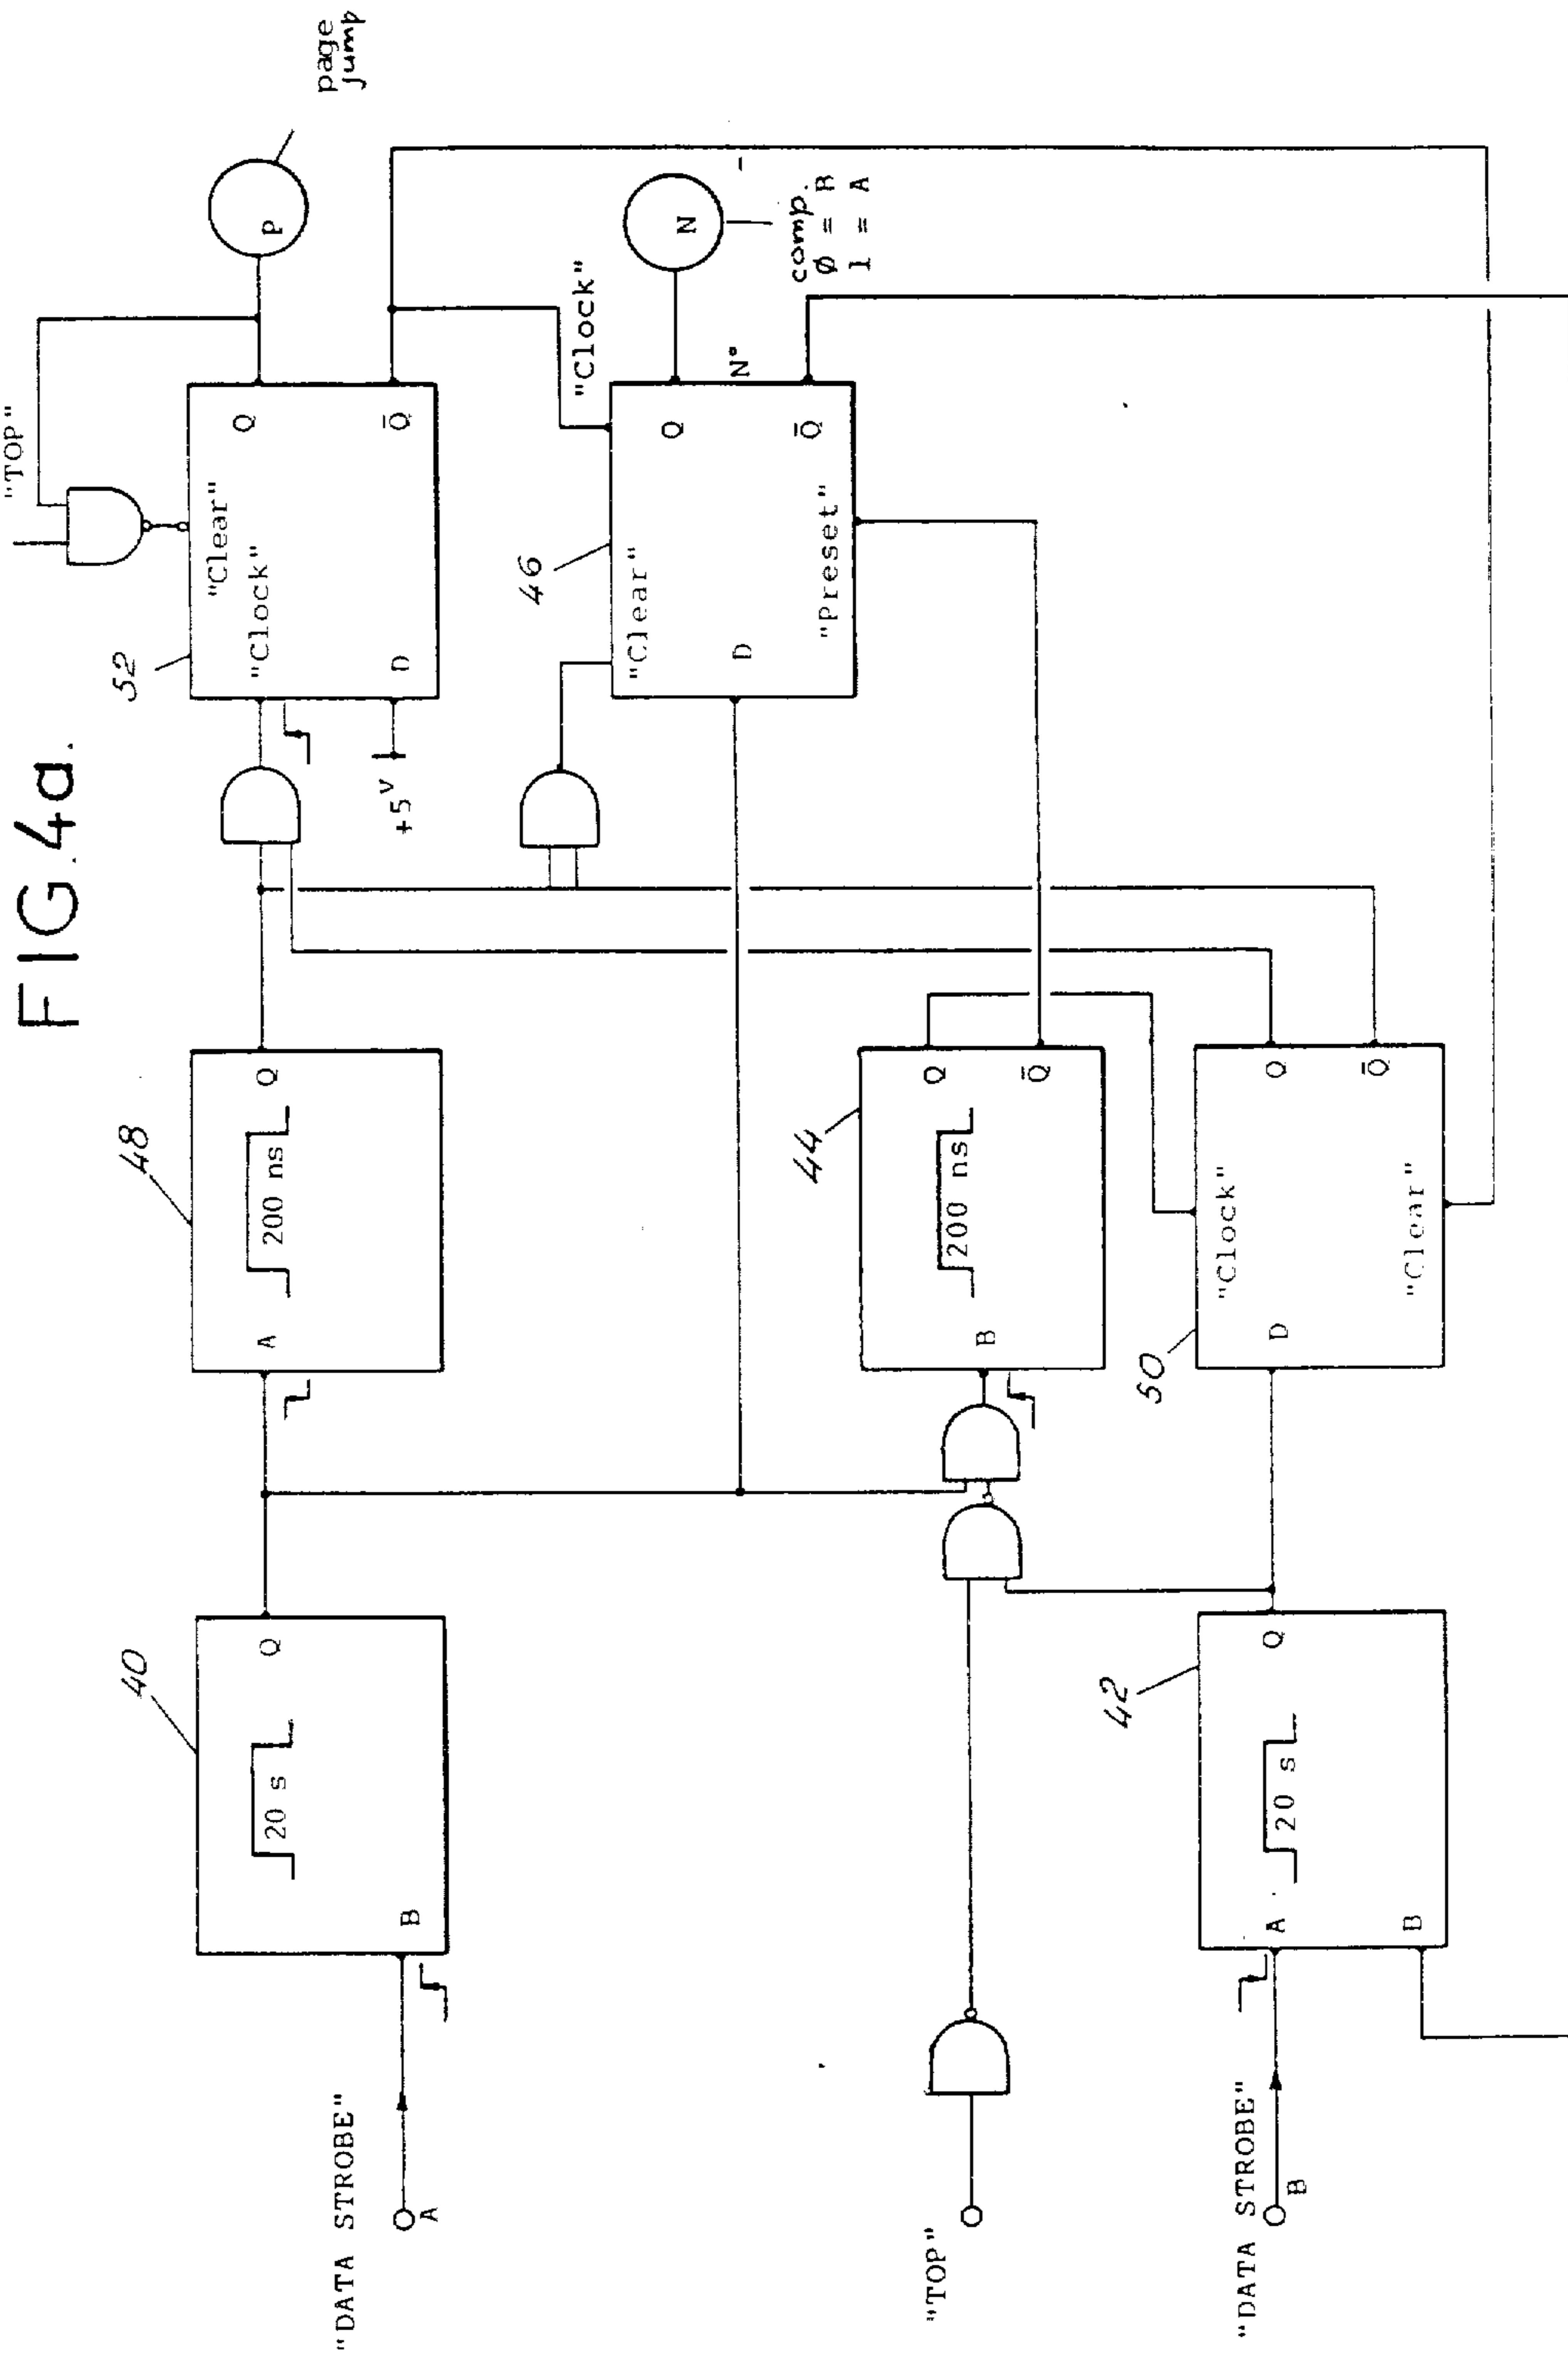 FIG.4a.
"TOP"
page
jump
P
52
"Clear"
"Clock"
Q
Q̄
D
+5V
48
A
200 ns
Q
40
20 s
Q
B
"DATA STROBE"
A
46
"Clear"
"Clock"
D
Q
Q̄
"Preset"
N
N°
comp.
Ø = B
1 = A
44
200 ns
B
Q
Q̄
"TOP"
50
"Clock"
D
"Clear"
Q
Q̄
42
20 s
A
Q
B
"DATA STROBE"
B